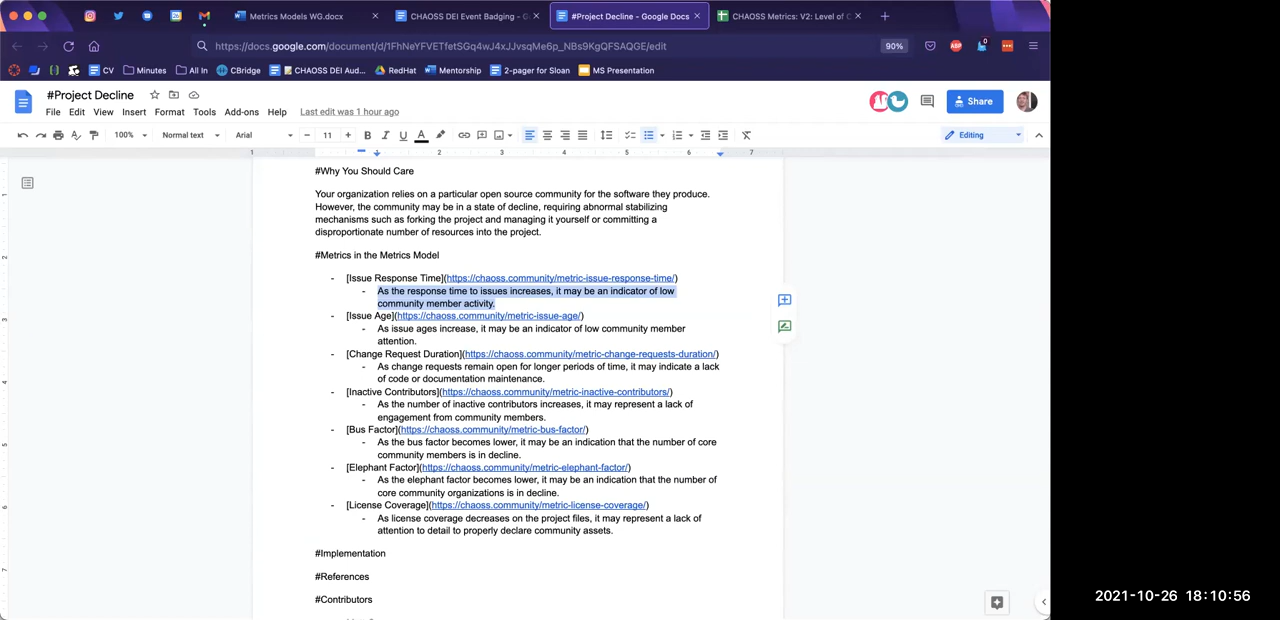 Metrics Models WG.docx
CHAOSS DEI Event Badging - G
#Project Decline - Google Docs
CHAOSS Metrics: V2: Level of C
https://docs.google.com/document/d/1FhNeYFVETfetSGq4wJ4xJJvsqMe6p_NBs9KgQFSAQGE/edit
90%
ABP
0
CV
Minutes
All In
CBridge
CHAOSS DEI Aud...
RedHat
Mentorship
2-pager for Sloan
MS Presentation
#Project Decline
File Edit View Insert Format Tools Add-ons Help Last edit was 1 hour ago
Share
100% Normal text Arial - 11 + B I U A Editing
1 2 3 4 5 6 7
#Why You Should Care
Your organization relies on a particular open source community for the software they produce.
However, the community may be in a state of decline, requiring abnormal stabilizing
mechanisms such as forking the project and managing it yourself or committing a
disproportionate number of resources into the project.
#Metrics in the Metrics Model
- [Issue Response Time](https://chaoss.community/metric-issue-response-time/)
- As the response time to issues increases, it may be an indicator of low
community member activity.
- [Issue Age](https://chaoss.community/metric-issue-age/)
- As issue ages increase, it may be an indicator of low community member
attention.
- [Change Request Duration](https://chaoss.community/metric-change-requests-duration/)
- As change requests remain open for longer periods of time, it may indicate a lack
of code or documentation maintenance.
- [Inactive Contributors](https://chaoss.community/metric-inactive-contributors/)
- As the number of inactive contributors increases, it may represent a lack of
engagement from community members.
- [Bus Factor](https://chaoss.community/metric-bus-factor/)
- As the bus factor becomes lower, it may be an indication that the number of core
community members is in decline.
- [Elephant Factor](https://chaoss.community/metric-elephant-factor/)
- As the elephant factor becomes lower, it may be an indication that the number of
core community organizations is in decline.
- [License Coverage](https://chaoss.community/metric-license-coverage/)
- As license coverage decreases on the project files, it may represent a lack of
attention to detail to properly declare community assets.
#Implementation
#References
#Contributors
2021-10-26 18:10:56